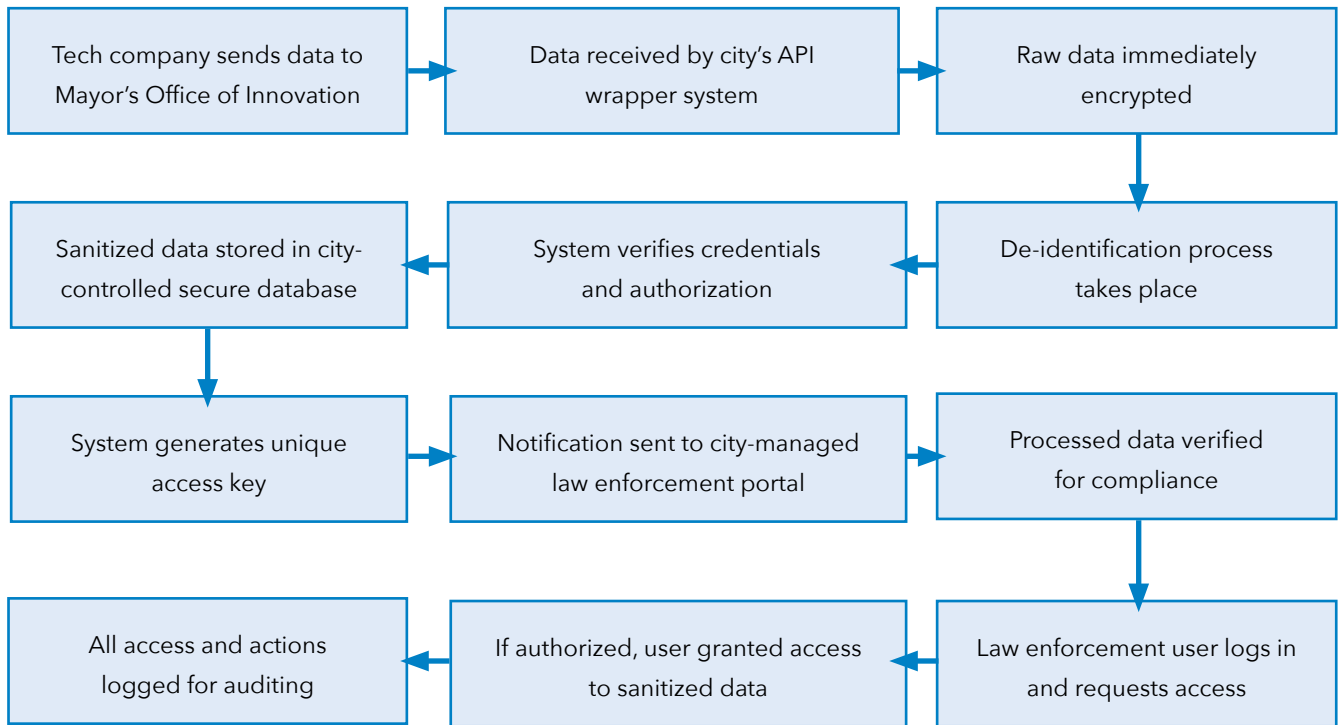 Tech company sends data to
Mayor’s Office of Innovation
Data received by city’s API
wrapper system
Raw data immediately
encrypted
De-identification process
takes place
System verifies credentials
and authorization
Sanitized data stored in city-
controlled secure database
System generates unique
access key
Notification sent to city-managed
law enforcement portal
Processed data verified
for compliance
Law enforcement user logs in
and requests access
If authorized, user granted access
to sanitized data
All access and actions
logged for auditing